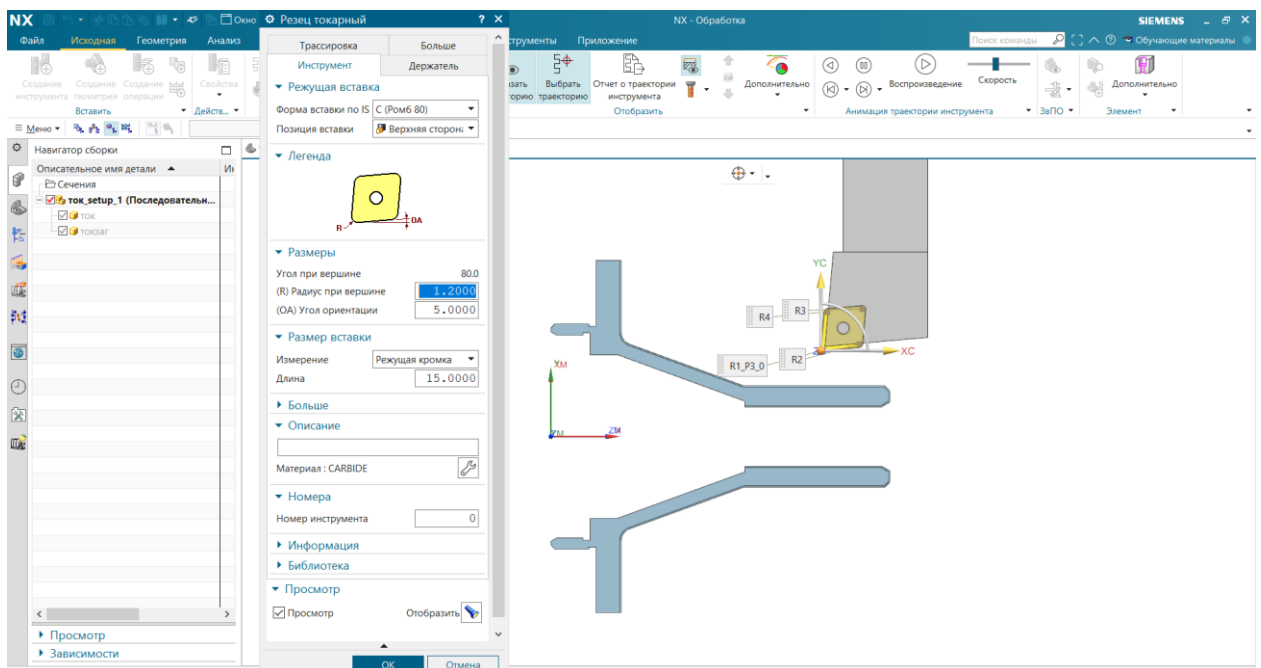 NX
Окно
Резец токарный
? X
NX - Обработка
SIEMENS
Файл
Исходная
Геометрия
Анализ
Приложение
Поиск команды
Обучающие материалы
Создание инструмента
Создание геометрии
Создание операции
Свойства
Вставить
Действ...
Трассировка
Больше
Инструмент
Держатель
Выбрать траекторию
Отчет о траектории инструмента
Отобразить
Дополнительно
Воспроизведение
Скорость
Анимация траектории инструмента
ЗвПО
Дополнительно
Элемент
Меню
Навигатор сборки
Описательное имя детали
Сечения
ток_setup_1 (Последовательн...
ток
токзаг
Просмотр
Зависимости
Режущая вставка
Форма вставки по IS
C (Ромб 80)
Позиция вставки
Верхняя сторон
Легенда
R
OA
Размеры
Угол при вершине
80.0
(R) Радиус при вершине
1.2000
(OA) Угол ориентации
5.0000
Размер вставки
Измерение
Режущая кромка
Длина
15.0000
Больше
Описание
Материал : CARBIDE
Номера
Номер инструмента
0
Информация
Библиотека
Просмотр
Просмотр
Отобразить
OK
Отмена
YC
R4
R3
R1_P3_0
R2
XC
XM
ZM